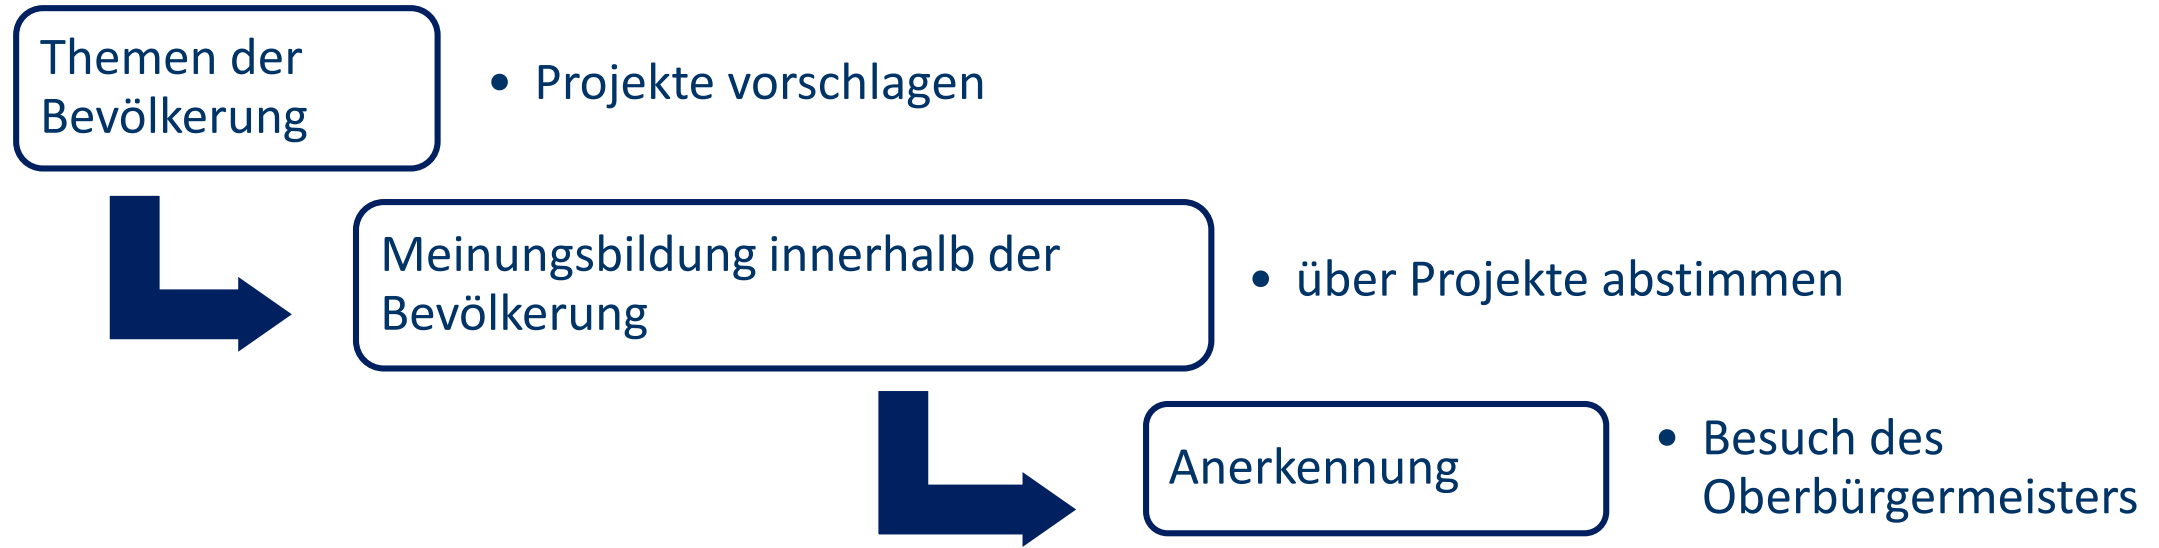 Themen der
Bevölkerung
• Projekte vorschlagen
Meinungsbildung innerhalb der
Bevölkerung
• über Projekte abstimmen
Anerkennung
• Besuch des
Oberbürgermeisters